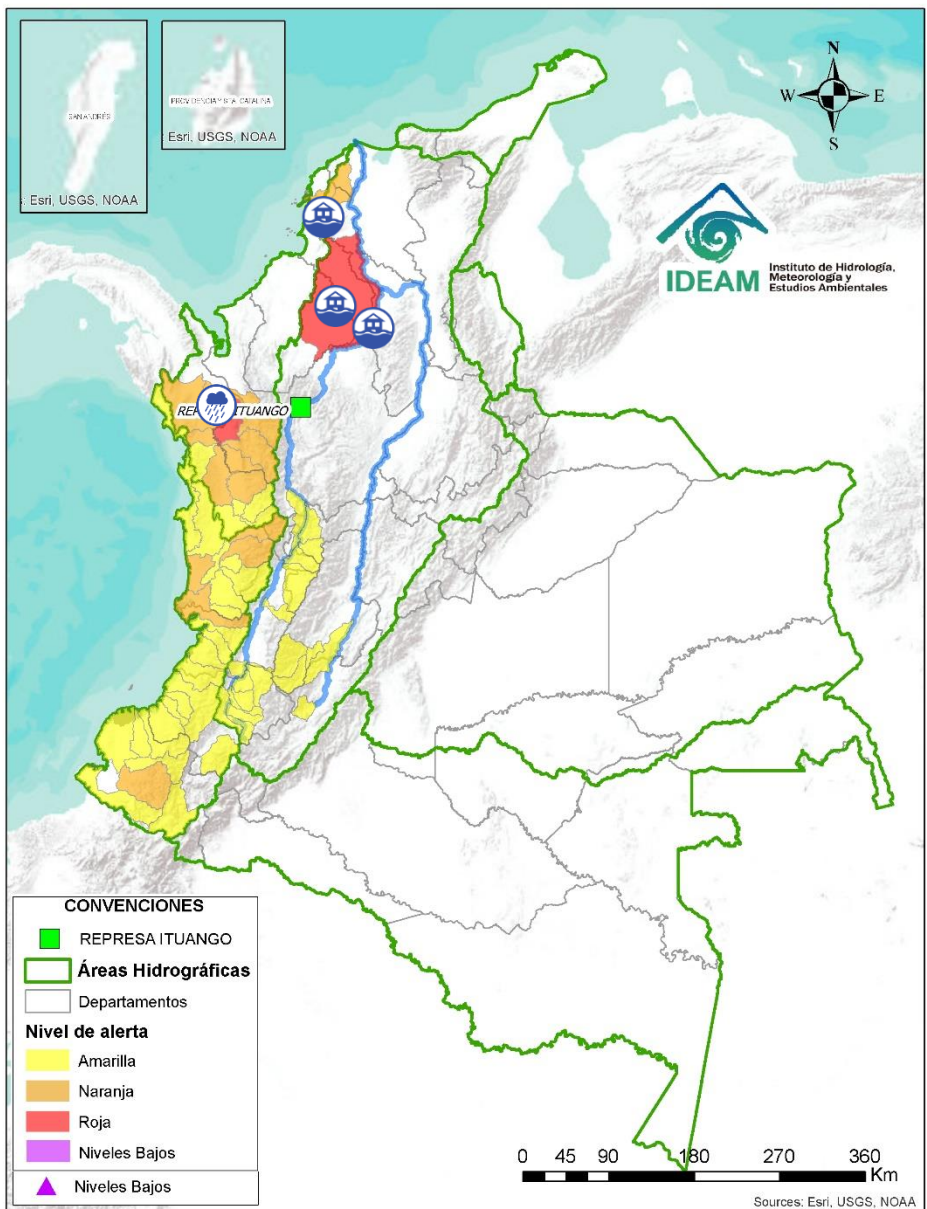 SAN ANDRÉS
: Esri, USGS, NOAA
PROVIDENCIA Y STA. CATALINA
Esri, USGS, NOAA
N
W
E
S
IDEAM
Instituto de Hidrología,
Meteorología y
Estudios Ambientales
ITUANGO
CONVENCIONES
REPRESA ITUANGO
Áreas Hidrográficas
Departamentos
Nivel de alerta
Amarilla
Naranja
Roja
Niveles Bajos
Niveles Bajos
0 45 90 180 270 360
Km
Sources: Esri, USGS, NOAA